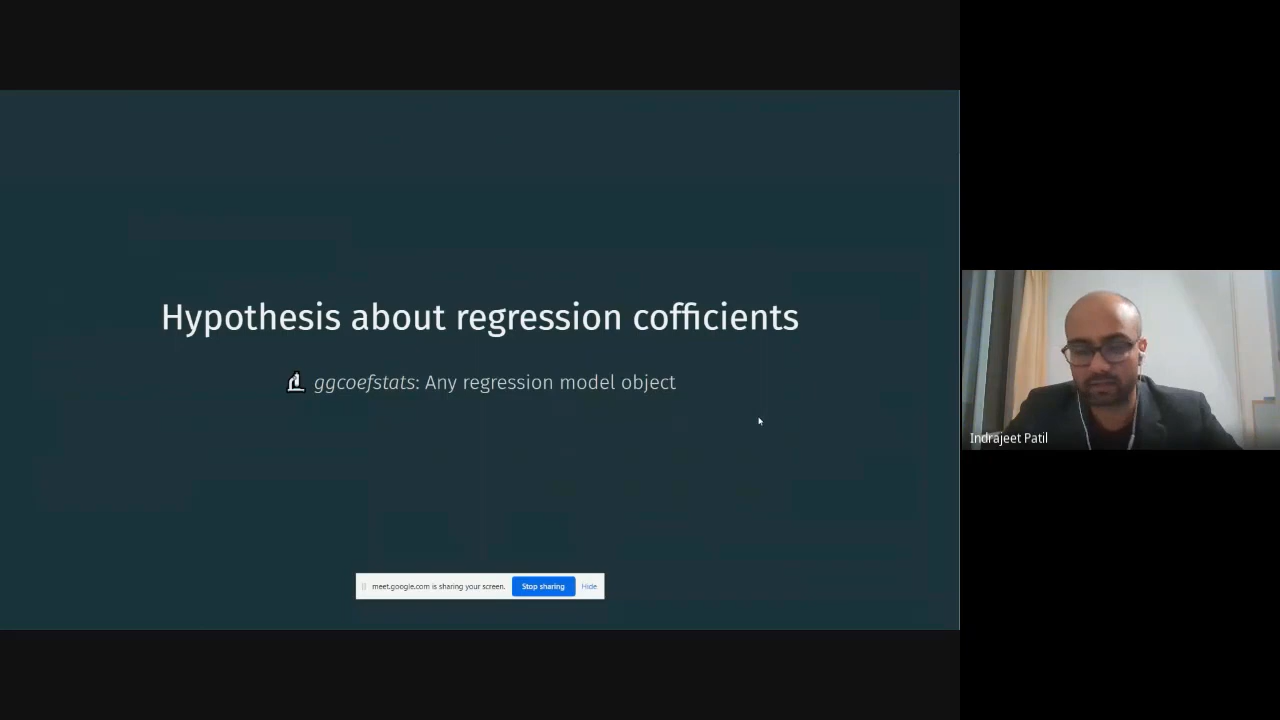 Hypothesis about regression cofficients
ggcoefstats: Any regression model object
Indrajeet Patil
meet.google.com is sharing your screen. Stop sharing Hide